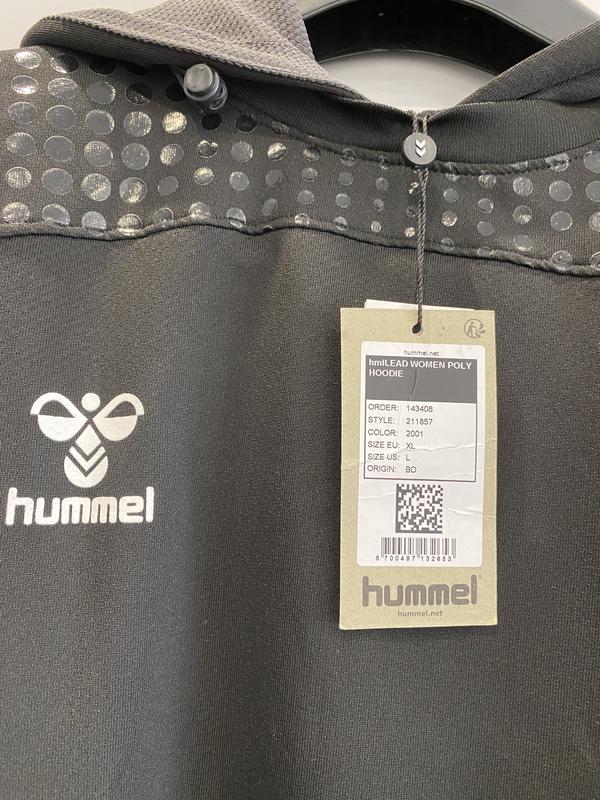 hummel.net
hmlLEAD WOMEN POLY
HOODIE
ORDER: 143408
STYLE: 211857
COLOR: 2001
SIZE EU: XL
SIZE US: L
ORIGIN: BD
5 700497 132653
hummel
hummel.net
hummel